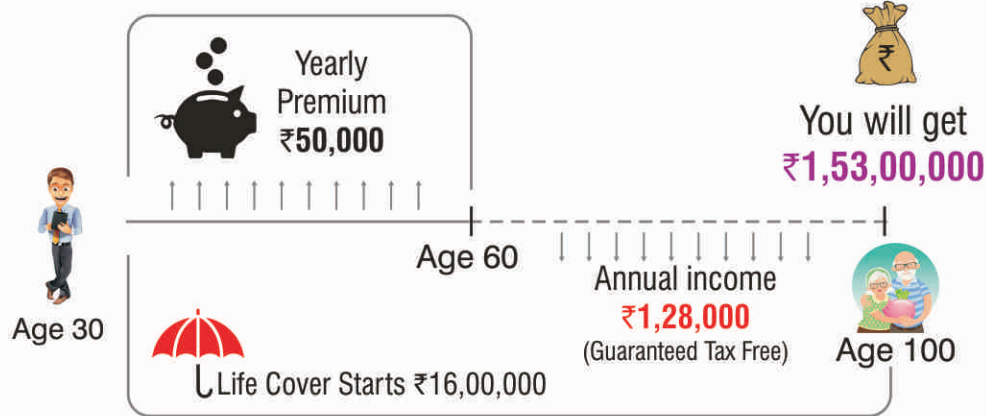 Yearly
Premium
₹50,000
₹
You will get
₹1,53,00,000
Age 30
Age 60
Annual income
₹1,28,000
(Guaranteed Tax Free)
Age 100
Life Cover Starts ₹16,00,000